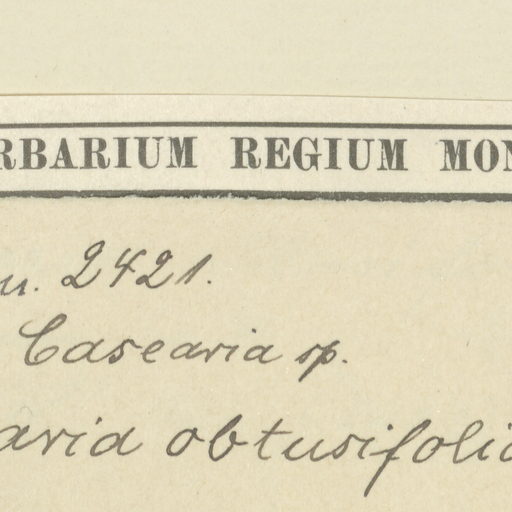 RBARIUM REGIUM MON
n. 2421.
Casearia sp.
aria obtusifolia